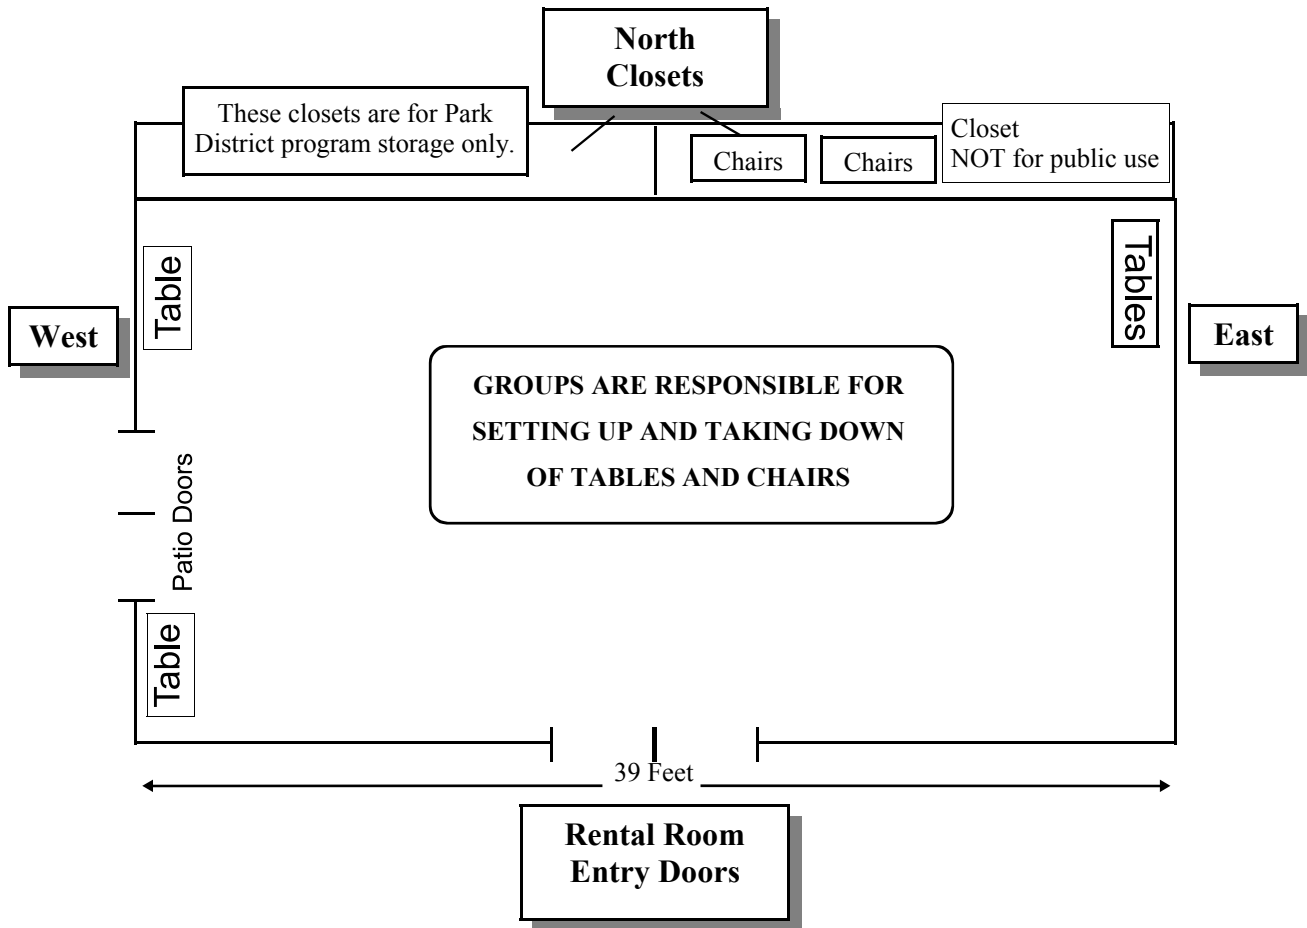 North
Closets
These closets are for Park
District program storage only.
Chairs
Chairs
Closet
NOT for public use
Table
Tables
West
East
GROUPS ARE RESPONSIBLE FOR
SETTING UP AND TAKING DOWN
OF TABLES AND CHAIRS
Patio Doors
Table
39 Feet
Rental Room
Entry Doors